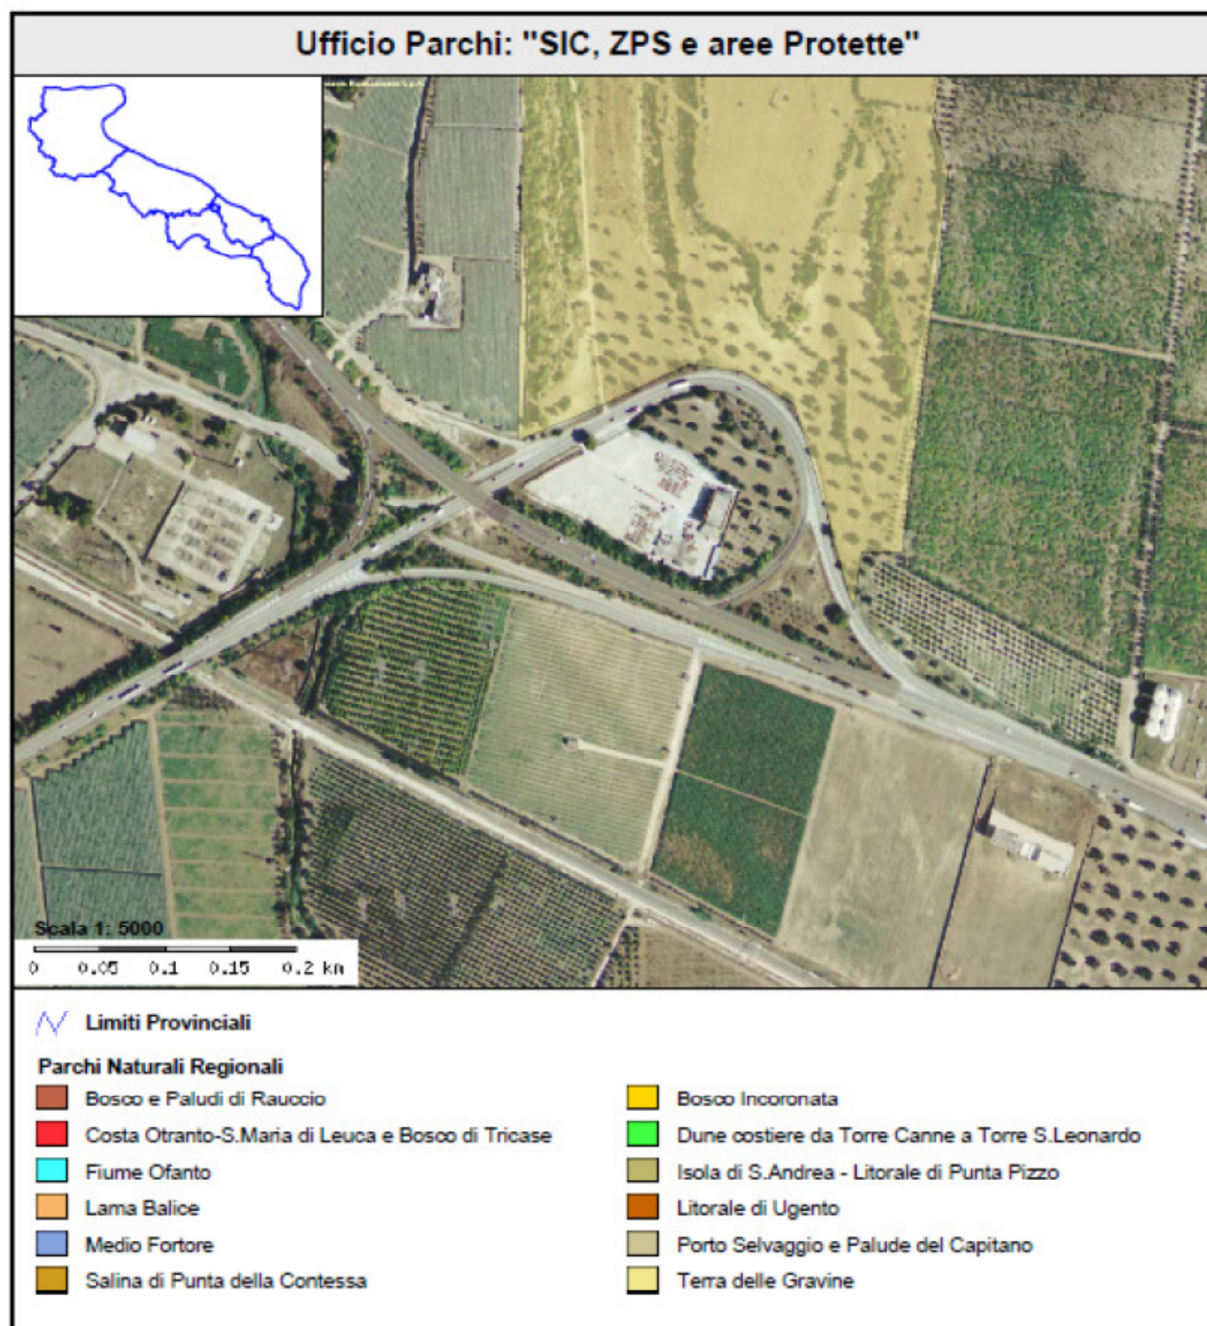 Ufficio Parchi: "SIC, ZPS e aree Protette"
Scala 1: 5000
0 0.05 0.1 0.15 0.2 km
Limiti Provinciali
Parchi Naturali Regionali
Bosco e Paludi di Rauccio
Costa Otranto-S.Maria di Leuca e Bosco di Tricase
Fiume Ofanto
Lama Balice
Medio Fortore
Salina di Punta della Contessa
Bosco Incoronata
Dune costiere da Torre Canne a Torre S.Leonardo
Isola di S.Andrea - Litorale di Punta Pizzo
Litorale di Ugento
Porto Selvaggio e Palude del Capitano
Terra delle Gravine